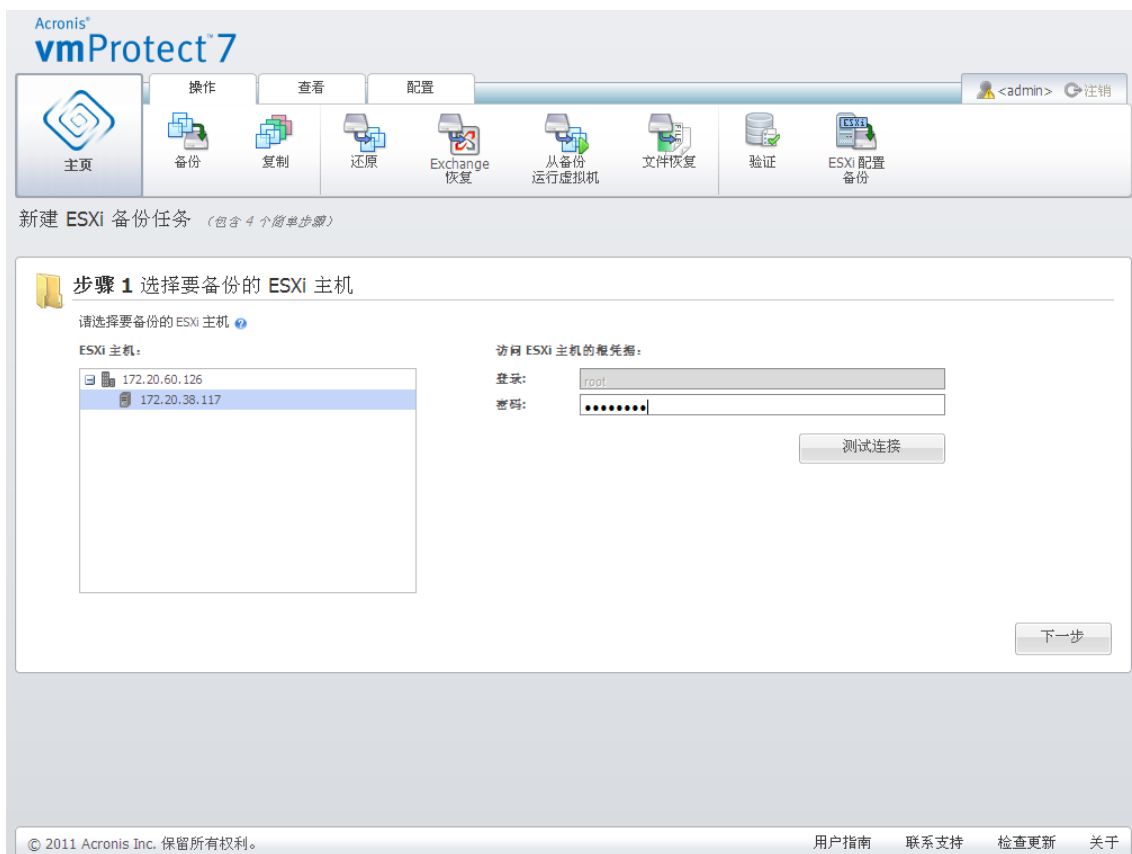 Acronis®
vmProtect™ 7
操作 查看 配置 <admin> 注销
主页
备份
复制
还原
Exchange
恢复
从备份
运行虚拟机
文件恢复
验证
ESXi
ESXi 配置
备份
新建 ESXi 备份任务 (包含 4 个简单步骤)
步骤 1 选择要备份的 ESXi 主机
请选择要备份的 ESXi 主机 ?
ESXi 主机:
172.20.60.126
172.20.38.117
访问 ESXi 主机的根凭据:
登录: root
密码: ••••••••
测试连接
下一步
© 2011 Acronis Inc. 保留所有权利。 用户指南 联系支持 检查更新 关于